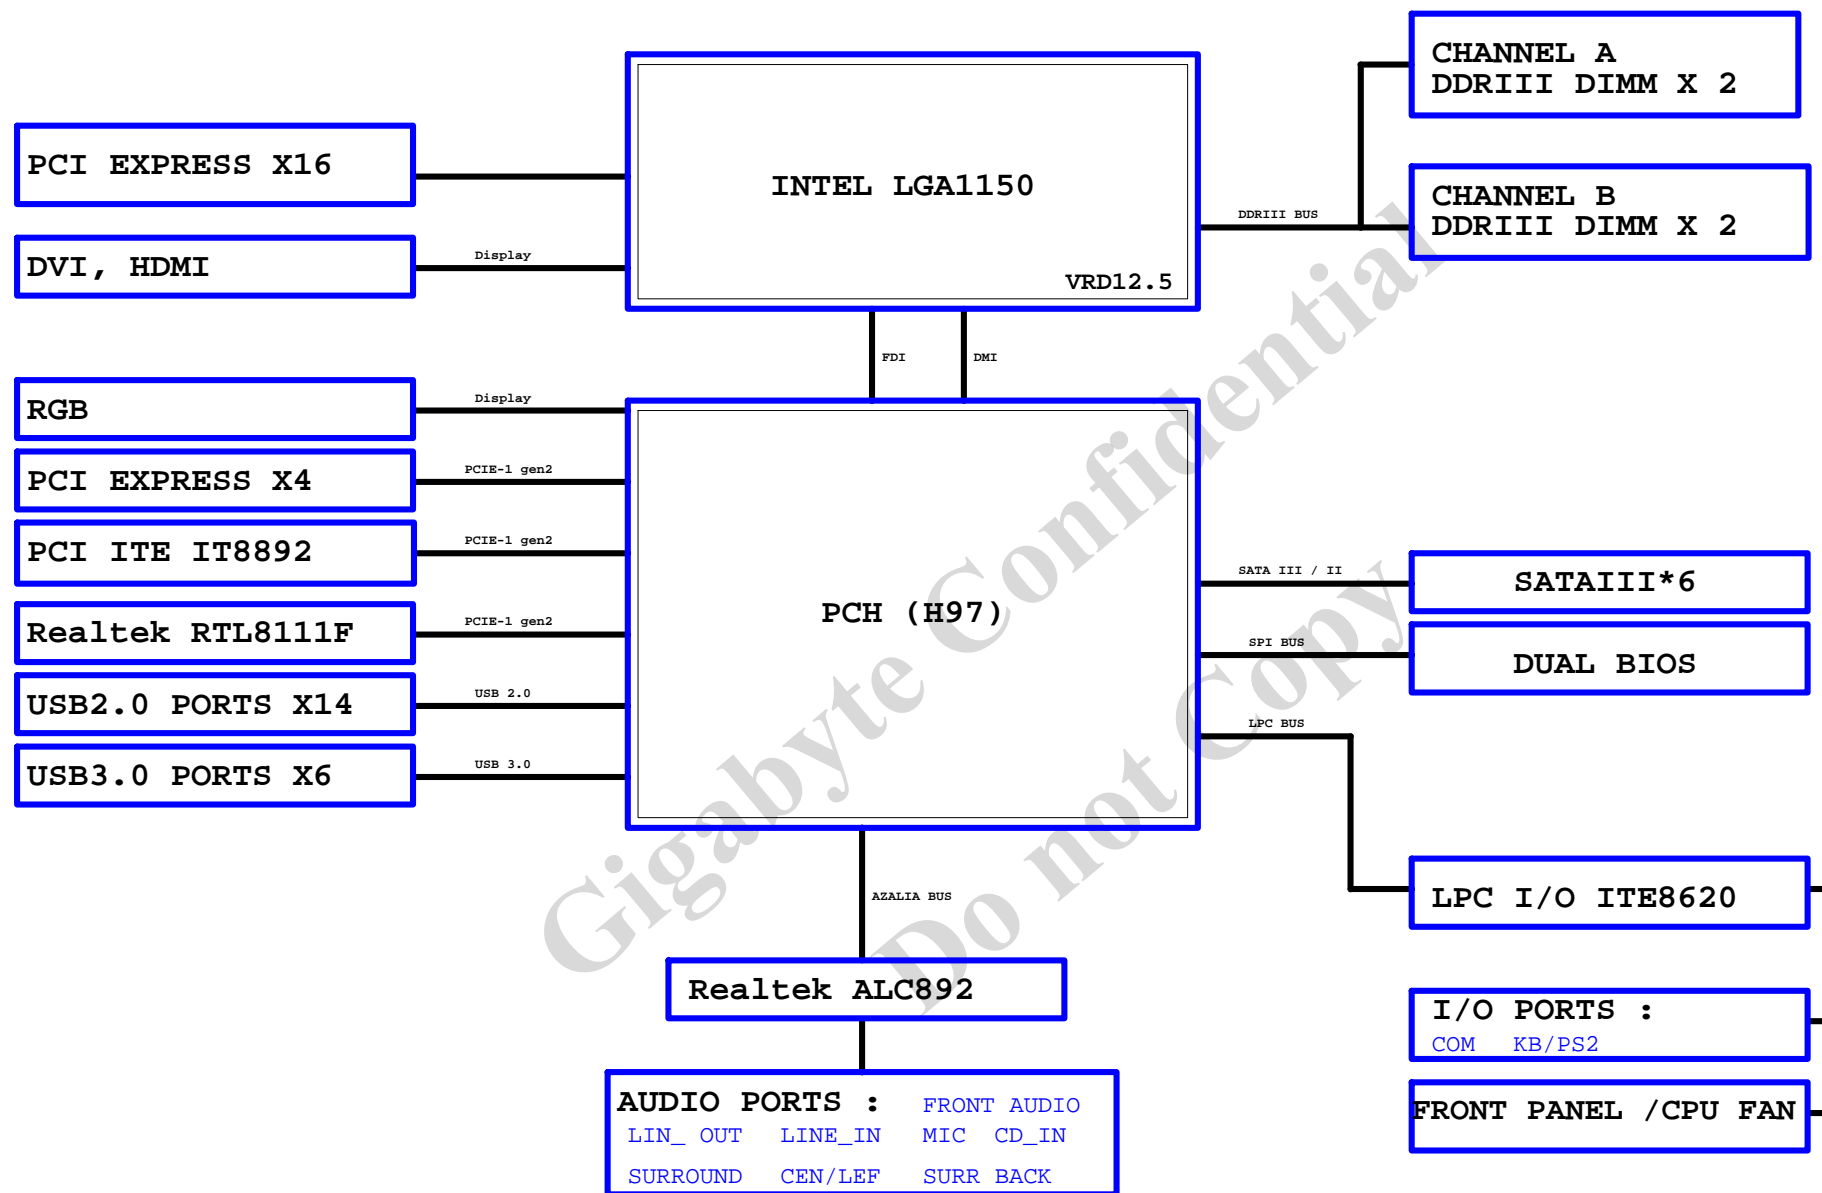 CHANNEL A
DDRIII DIMM X 2
PCI EXPRESS X16
INTEL LGA1150
CHANNEL B
DDRIII DIMM X 2
DDRIII BUS
DVI, HDMI
Display
VRD12.5
FDI
DMI
RGB
Display
PCI EXPRESS X4
PCIE-1 gen2
PCI ITE IT8892
PCIE-1 gen2
Realtek RTL8111F
PCIE-1 gen2
USB2.0 PORTS X14
USB 2.0
USB3.0 PORTS X6
USB 3.0
PCH (H97)
SATA III / II
SATAIII*6
SPI BUS
DUAL BIOS
LPC BUS
LPC I/O ITE8620
AZALIA BUS
Realtek ALC892
I/O PORTS :
COM KB/PS2
FRONT PANEL /CPU FAN
AUDIO PORTS : FRONT AUDIO
LIN_ OUT LINE_IN MIC CD_IN
SURROUND CEN/LEF SURR BACK
Gigabyte Confidential
Do not Copy